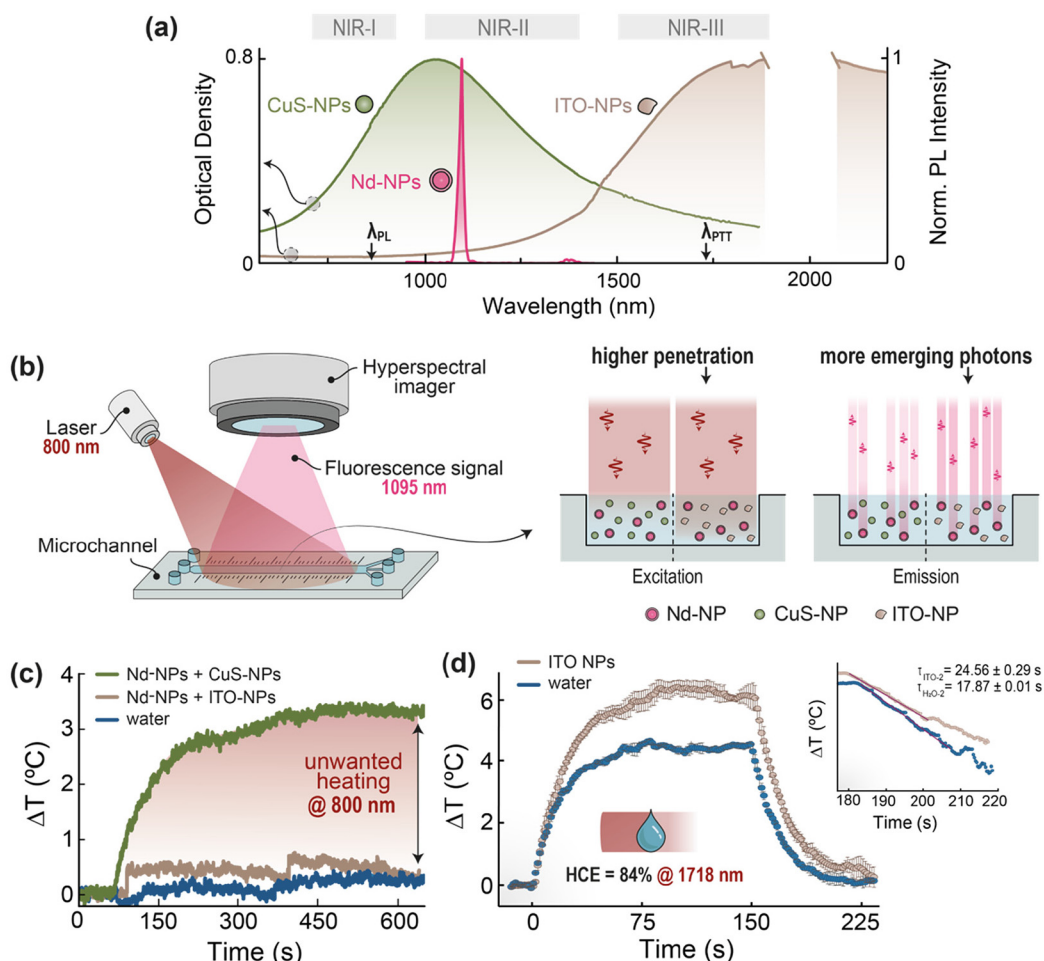 (a)
NIR-I
NIR-II
NIR-III
0.8
1
CuS-NPs
ITO-NPs
Nd-NPs
Optical Density
Norm. PL Intensity
λPL
λPTT
0
0
1000
1500
2000
Wavelength (nm)
(b)
Hyperspectral
imager
Laser
800 nm
Fluorescence signal
1095 nm
Microchannel
higher penetration
more emerging photons
Excitation
Emission
Nd-NP
CuS-NP
ITO-NP
(c)
Nd-NPs + CuS-NPs
Nd-NPs + ITO-NPs
water
4
3
2
1
0
ΔT (ºC)
unwanted
heating
@ 800 nm
0
150
300
450
600
Time (s)
(d)
ITO NPs
water
6
4
2
0
ΔT (ºC)
HCE = 84% @ 1718 nm
0
75
150
225
Time (s)
τITO-2= 24.56 ± 0.29 s
τH₂O-2= 17.87 ± 0.01 s
ΔT (ºC)
180
190
200
210
220
Time (s)